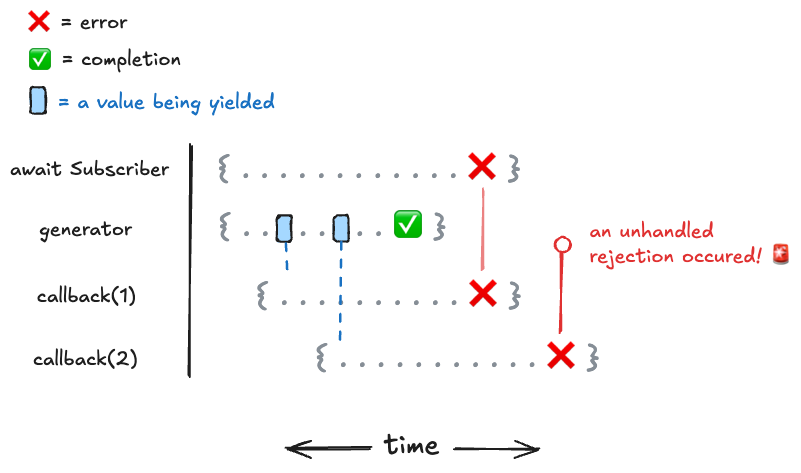 ❌ = error
✅ = completion
= a value being yielded
await Subscriber { . . . . . . . . . . . . ❌ }
generator { . . . . . . ✅ }
an unhandled
rejection occured! 🚨
callback(1) { . . . . . . . . . . ❌ }
callback(2) { . . . . . . . . . . . ❌ }
time